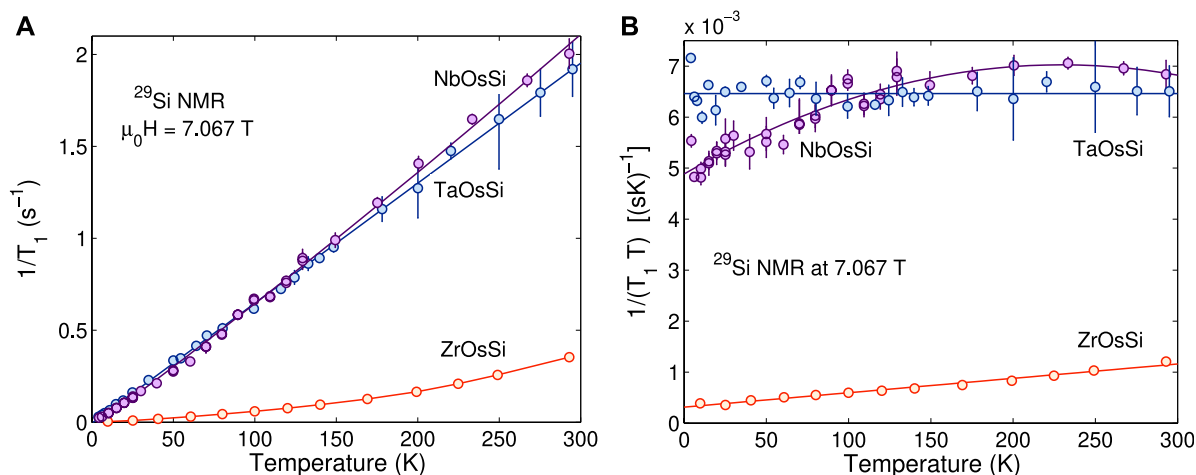 A
²⁹Si NMR
μ₀H = 7.067 T
NbOsSi
TaOsSi
ZrOsSi
1/T₁ (s⁻¹)
2
1.5
1
0.5
0
0 50 100 150 200 250 300
Temperature (K)
B
x 10⁻³
NbOsSi
TaOsSi
²⁹Si NMR at 7.067 T
ZrOsSi
1/(T₁ T) [(sK)⁻¹]
8
7
6
5
4
3
2
1
0
0 50 100 150 200 250 300
Temperature (K)